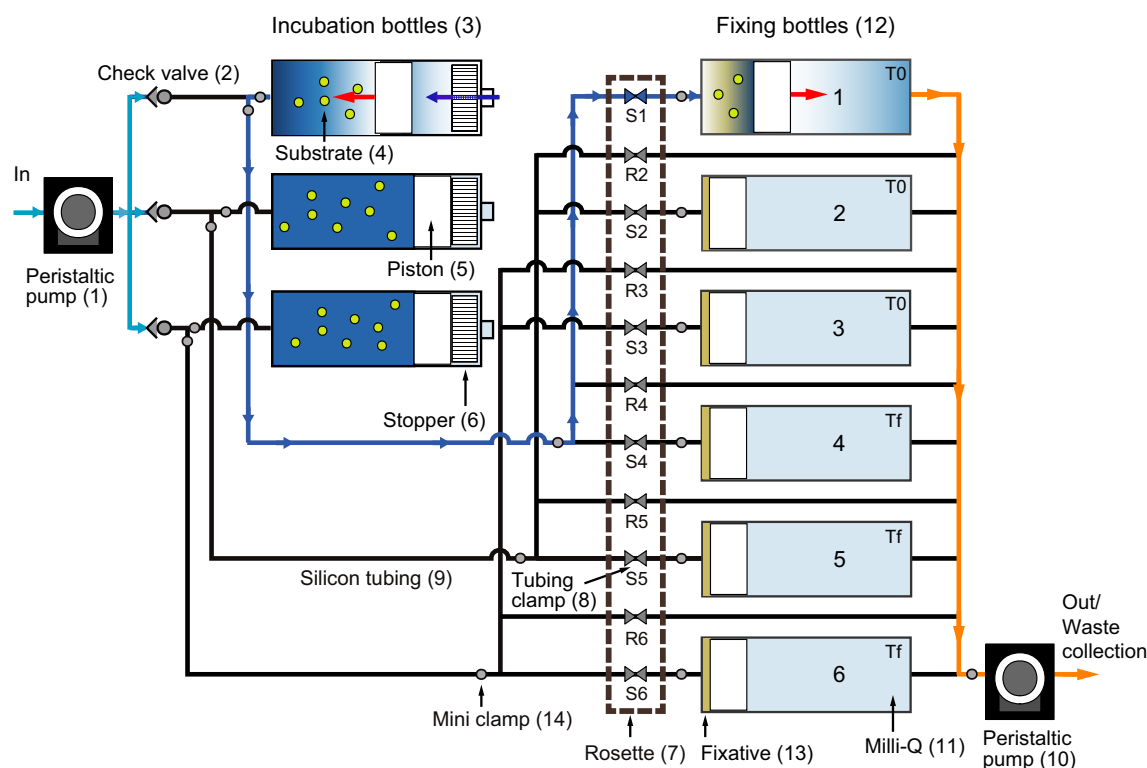 Incubation bottles (3)
Fixing bottles (12)
Check valve (2)
T0
1
S1
Substrate (4)
R2
In
T0
2
S2
Piston (5)
Peristaltic
pump (1)
R3
T0
3
S3
Stopper (6)
R4
Tf
4
S4
R5
Tf
5
Silicon tubing (9)
Tubing
clamp (8)
S5
R6
Out/
Waste
collection
Tf
6
S6
Mini clamp (14)
Rosette (7)
Fixative (13)
Milli-Q (11)
Peristaltic
pump (10)